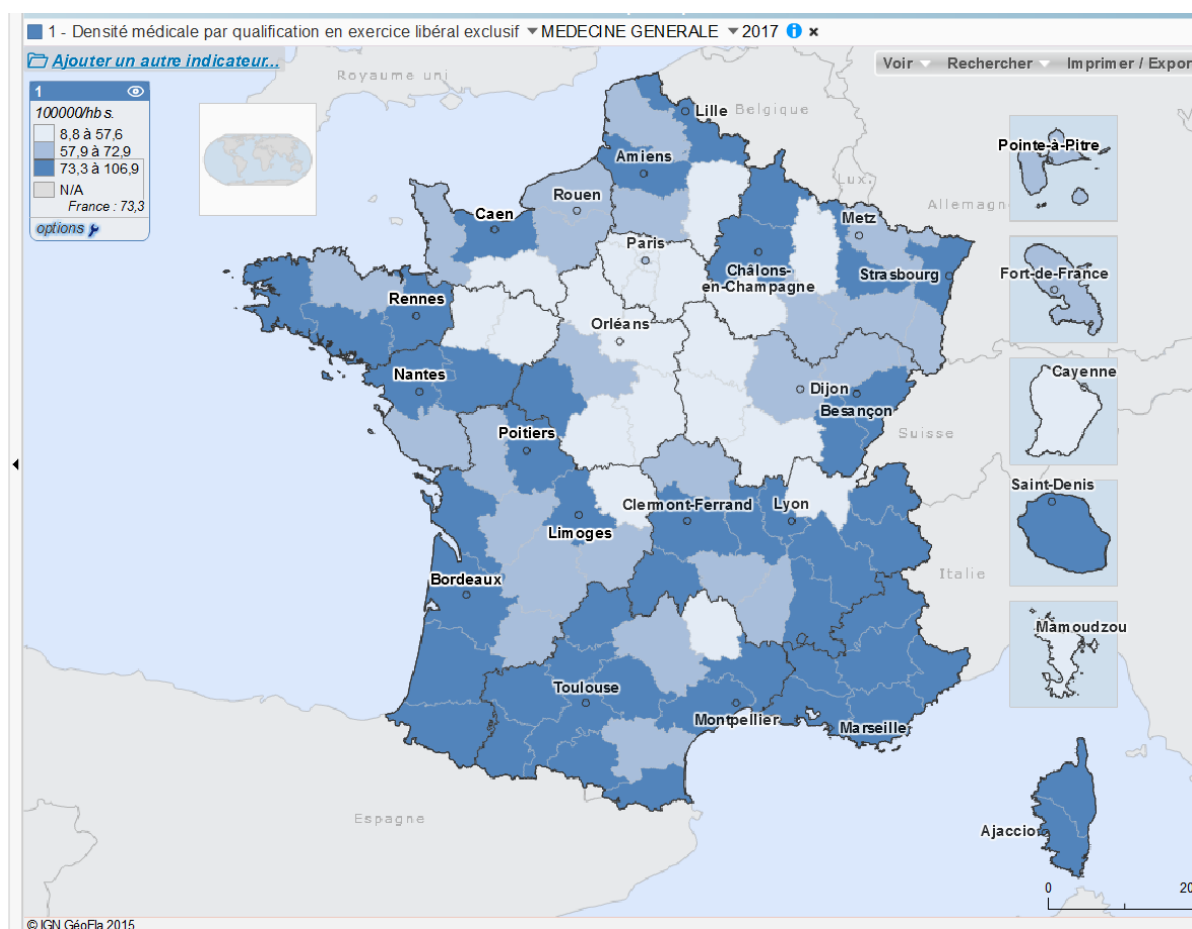 1 - Densité médicale par qualification en exercice libéral exclusif MEDECINE GENERALE 2017
Ajouter un autre indicateur...
Voir Rechercher Imprimer / Expor
1
100000/hbs.
8,8 à 57,6
57,9 à 72,9
73,3 à 106,9
N/A
France : 73,3
options
Royaume uni
Belgique
Lux.
Allemagn
Suisse
Italie
Espagne
Lille
Amiens
Rouen
Caen
Metz
Paris
Châlons-
en-Champagne
Strasbourg
Rennes
Orléans
Nantes
Dijon
Besançon
Poitiers
Clermont-Ferrand
Lyon
Limoges
Bordeaux
Toulouse
Montpellier
Marseille
Ajaccio
Pointe-à-Pitre
Fort-de-France
Cayenne
Saint-Denis
Mamoudzou
0
20
© IGN GéoFla 2015